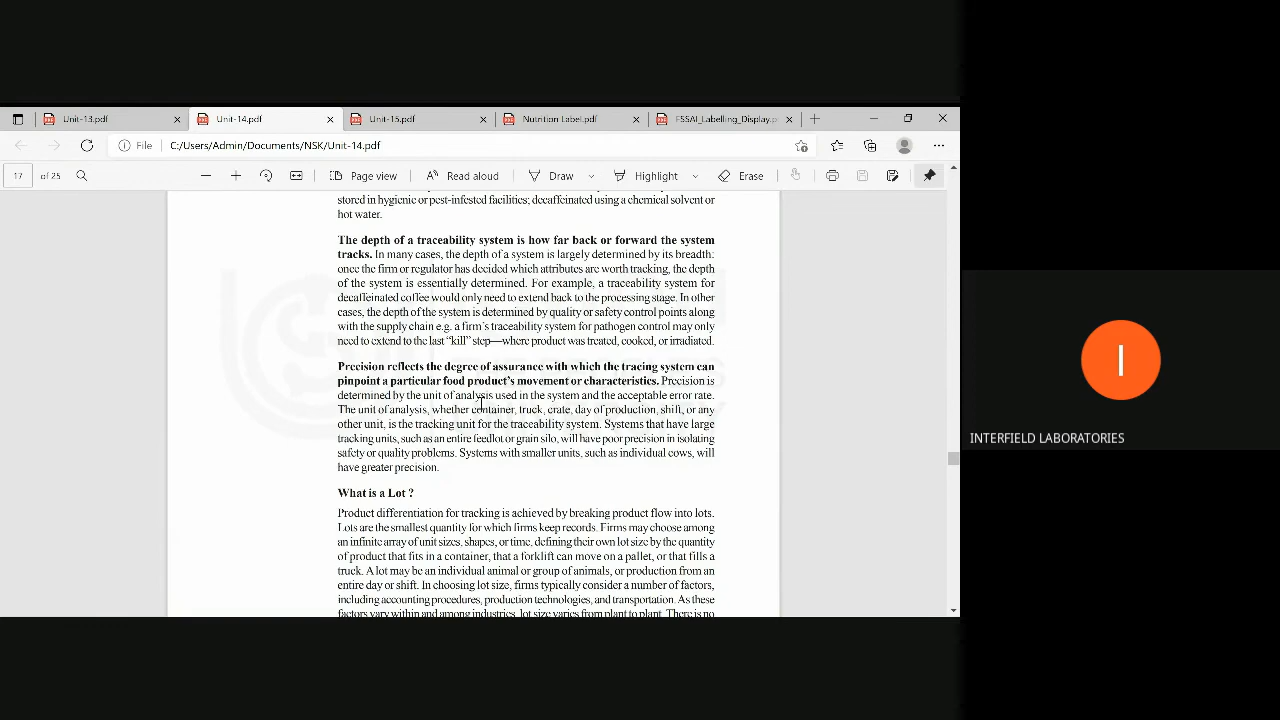 Unit-13.pdf
Unit-14.pdf
Unit-15.pdf
Nutrition Label.pdf
FSSAI_Labelling_Display.p
File
C:/Users/Admin/Documents/NSK/Unit-14.pdf
17
of 25
Page view
Read aloud
Draw
Highlight
Erase
stored in hygienic or pest-infested facilities; decaffeinated using a chemical solvent or
hot water.
The depth of a traceability system is how far back or forward the system
tracks. In many cases, the depth of a system is largely determined by its breadth:
once the firm or regulator has decided which attributes are worth tracking, the depth
of the system is essentially determined. For example, a traceability system for
decaffeinated coffee would only need to extend back to the processing stage. In other
cases, the depth of the system is determined by quality or safety control points along
with the supply chain e.g. a firm's traceability system for pathogen control may only
need to extend to the last “kill” step—where product was treated, cooked, or irradiated.
Precision reflects the degree of assurance with which the tracing system can
pinpoint a particular food product's movement or characteristics. Precision is
determined by the unit of analysis used in the system and the acceptable error rate.
The unit of analysis, whether container, truck, crate, day of production, shift, or any
other unit, is the tracking unit for the traceability system. Systems that have large
tracking units, such as an entire feedlot or grain silo, will have poor precision in isolating
safety or quality problems. Systems with smaller units, such as individual cows, will
have greater precision.
What is a Lot ?
Product differentiation for tracking is achieved by breaking product flow into lots.
Lots are the smallest quantity for which firms keep records. Firms may choose among
an infinite array of unit sizes, shapes, or time, defining their own lot size by the quantity
of product that fits in a container, that a forklift can move on a pallet, or that fills a
truck. A lot may be an individual animal or group of animals, or production from an
entire day or shift. In choosing lot size, firms typically consider a number of factors,
including accounting procedures, production technologies, and transportation. As these
factors vary within and among industries, lot size varies from plant to plant. There is no
I
INTERFIELD LABORATORIES